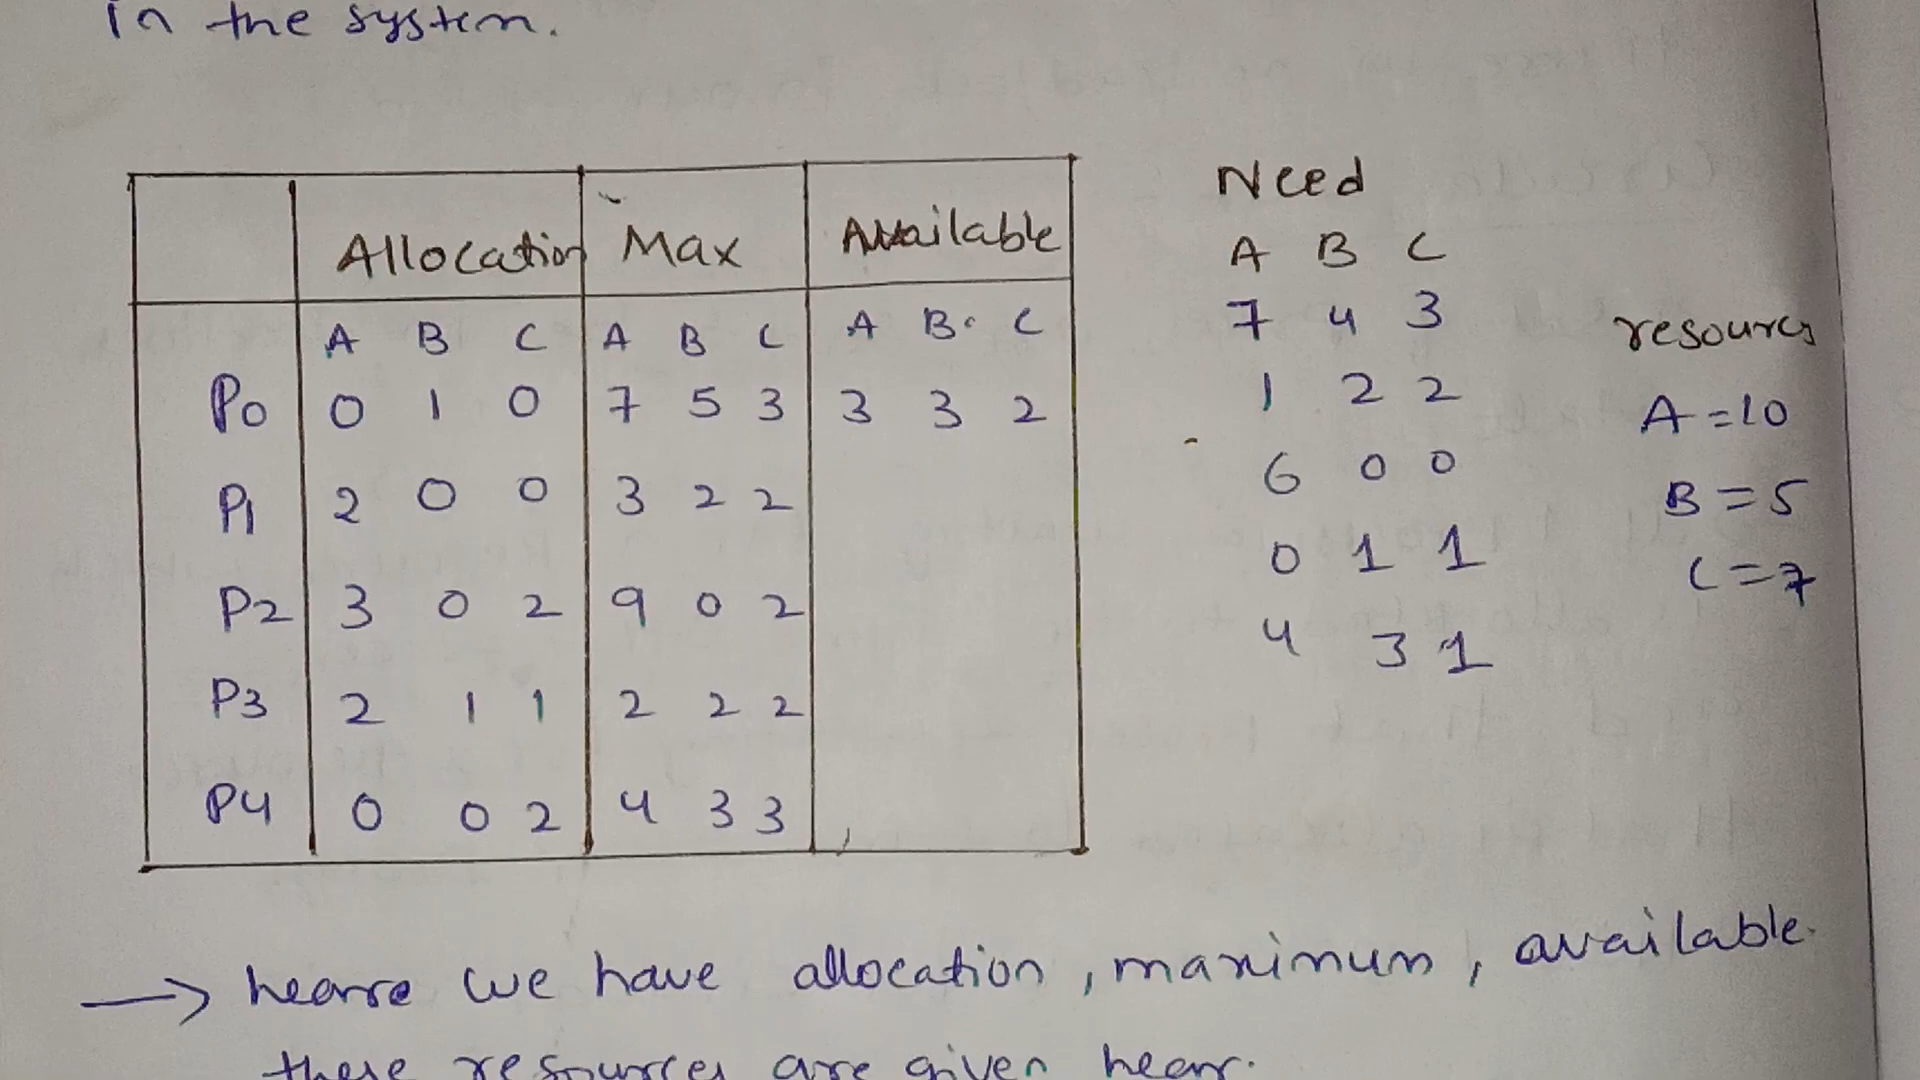 in the system.
Allocation Max Available
A B C A B C A B C
P0 0 1 0 7 5 3 3 3 2
P1 2 0 0 3 2 2
P2 3 0 2 9 0 2
P3 2 1 1 2 2 2
P4 0 0 2 4 3 3
Need
A B C
7 4 3
1 2 2
6 0 0
0 1 1
4 3 1
resources
A = 10
B = 5
C = 7
→ hearre we have allocation, maximum, available.
these resources are given hear.